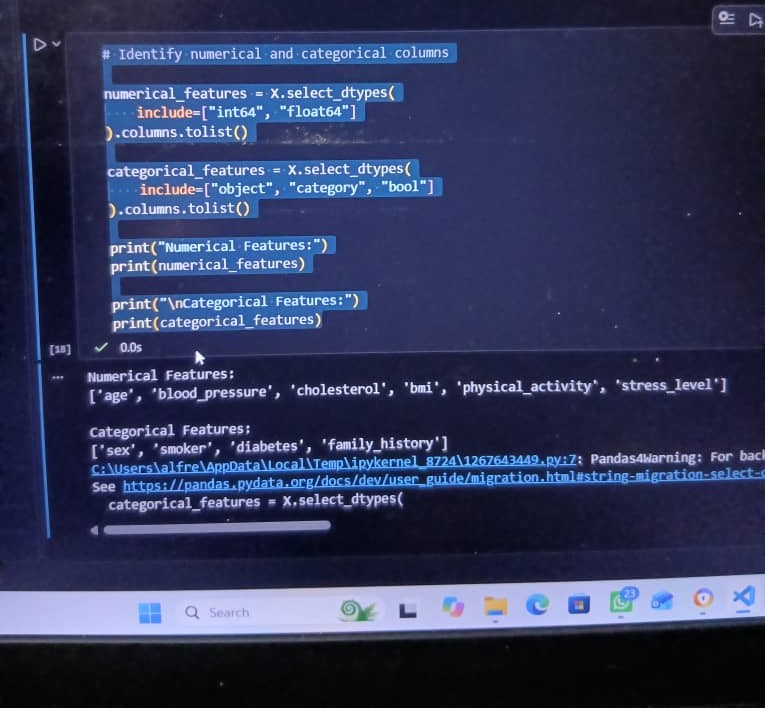 # Identify numerical and categorical columns
numerical_features = X.select_dtypes(
    include=["int64", "float64"]
).columns.tolist()
categorical_features = X.select_dtypes(
    include=["object", "category", "bool"]
).columns.tolist()
print("Numerical Features:")
print(numerical_features)
print("\nCategorical Features:")
print(categorical_features)
[18]
0.0s
Numerical Features:
['age', 'blood_pressure', 'cholesterol', 'bmi', 'physical_activity', 'stress_level']
Categorical Features:
['sex', 'smoker', 'diabetes', 'family_history']
C:\Users\alfre\AppData\Local\Temp\ipykernel_8724\1267643449.py:7: Pandas4Warning: For bac
See https://pandas.pydata.org/docs/dev/user_guide/migration.html#string-migration-select-
  categorical_features = X.select_dtypes(
Search
23